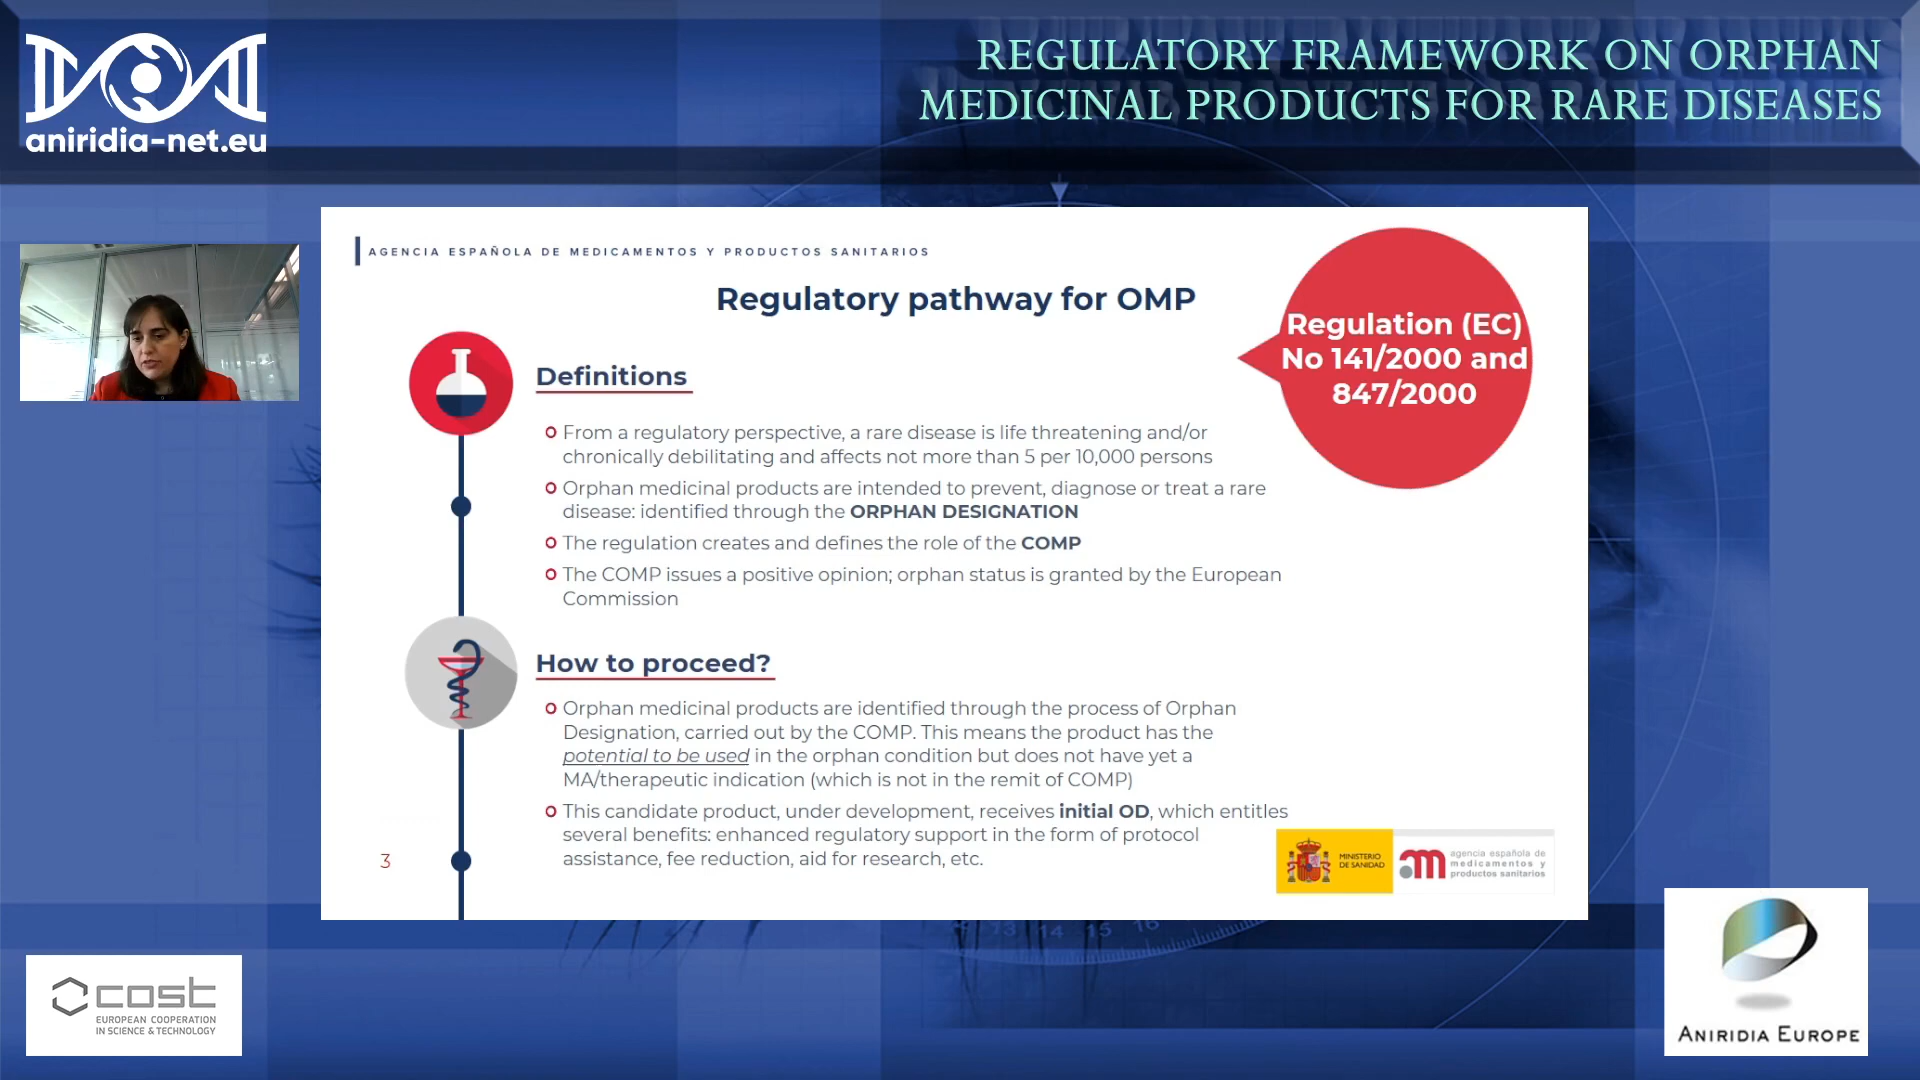 aniridia-net.eu
REGULATORY FRAMEWORK ON ORPHAN
MEDICINAL PRODUCTS FOR RARE DISEASES
AGENCIA ESPAÑOLA DE MEDICAMENTOS Y PRODUCTOS SANITARIOS
Regulatory pathway for OMP
Regulation (EC)
No 141/2000 and
847/2000
Definitions
From a regulatory perspective, a rare disease is life threatening and/or
chronically debilitating and affects not more than 5 per 10,000 persons
Orphan medicinal products are intended to prevent, diagnose or treat a rare
disease: identified through the ORPHAN DESIGNATION
The regulation creates and defines the role of the COMP
The COMP issues a positive opinion; orphan status is granted by the European
Commission
How to proceed?
Orphan medicinal products are identified through the process of Orphan
Designation, carried out by the COMP. This means the product has the
potential to be used in the orphan condition but does not have yet a
MA/therapeutic indication (which is not in the remit of COMP)
This candidate product, under development, receives initial OD, which entitles
several benefits: enhanced regulatory support in the form of protocol
assistance, fee reduction, aid for research, etc.
3
MINISTERIO
DE SANIDAD
am
agencia española de
medicamentos y
productos sanitarios
13 14 15 16
cost
EUROPEAN COOPERATION
IN SCIENCE & TECHNOLOGY
ANIRIDIA EUROPE